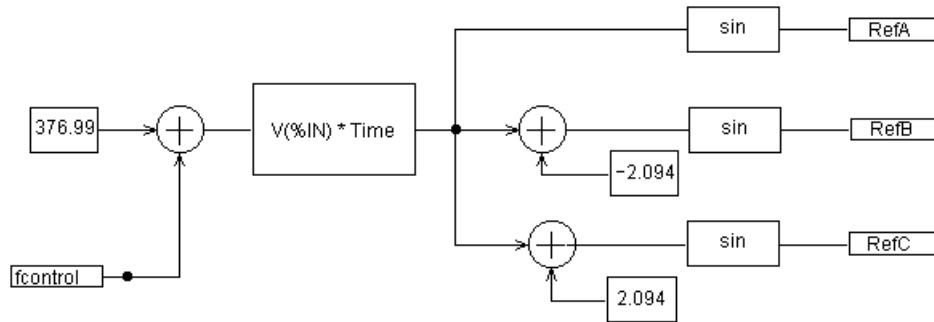 sin
RefA
376.99
V(%IN) * Time
sin
RefB
−2.094
sin
RefC
fcontrol
2.094